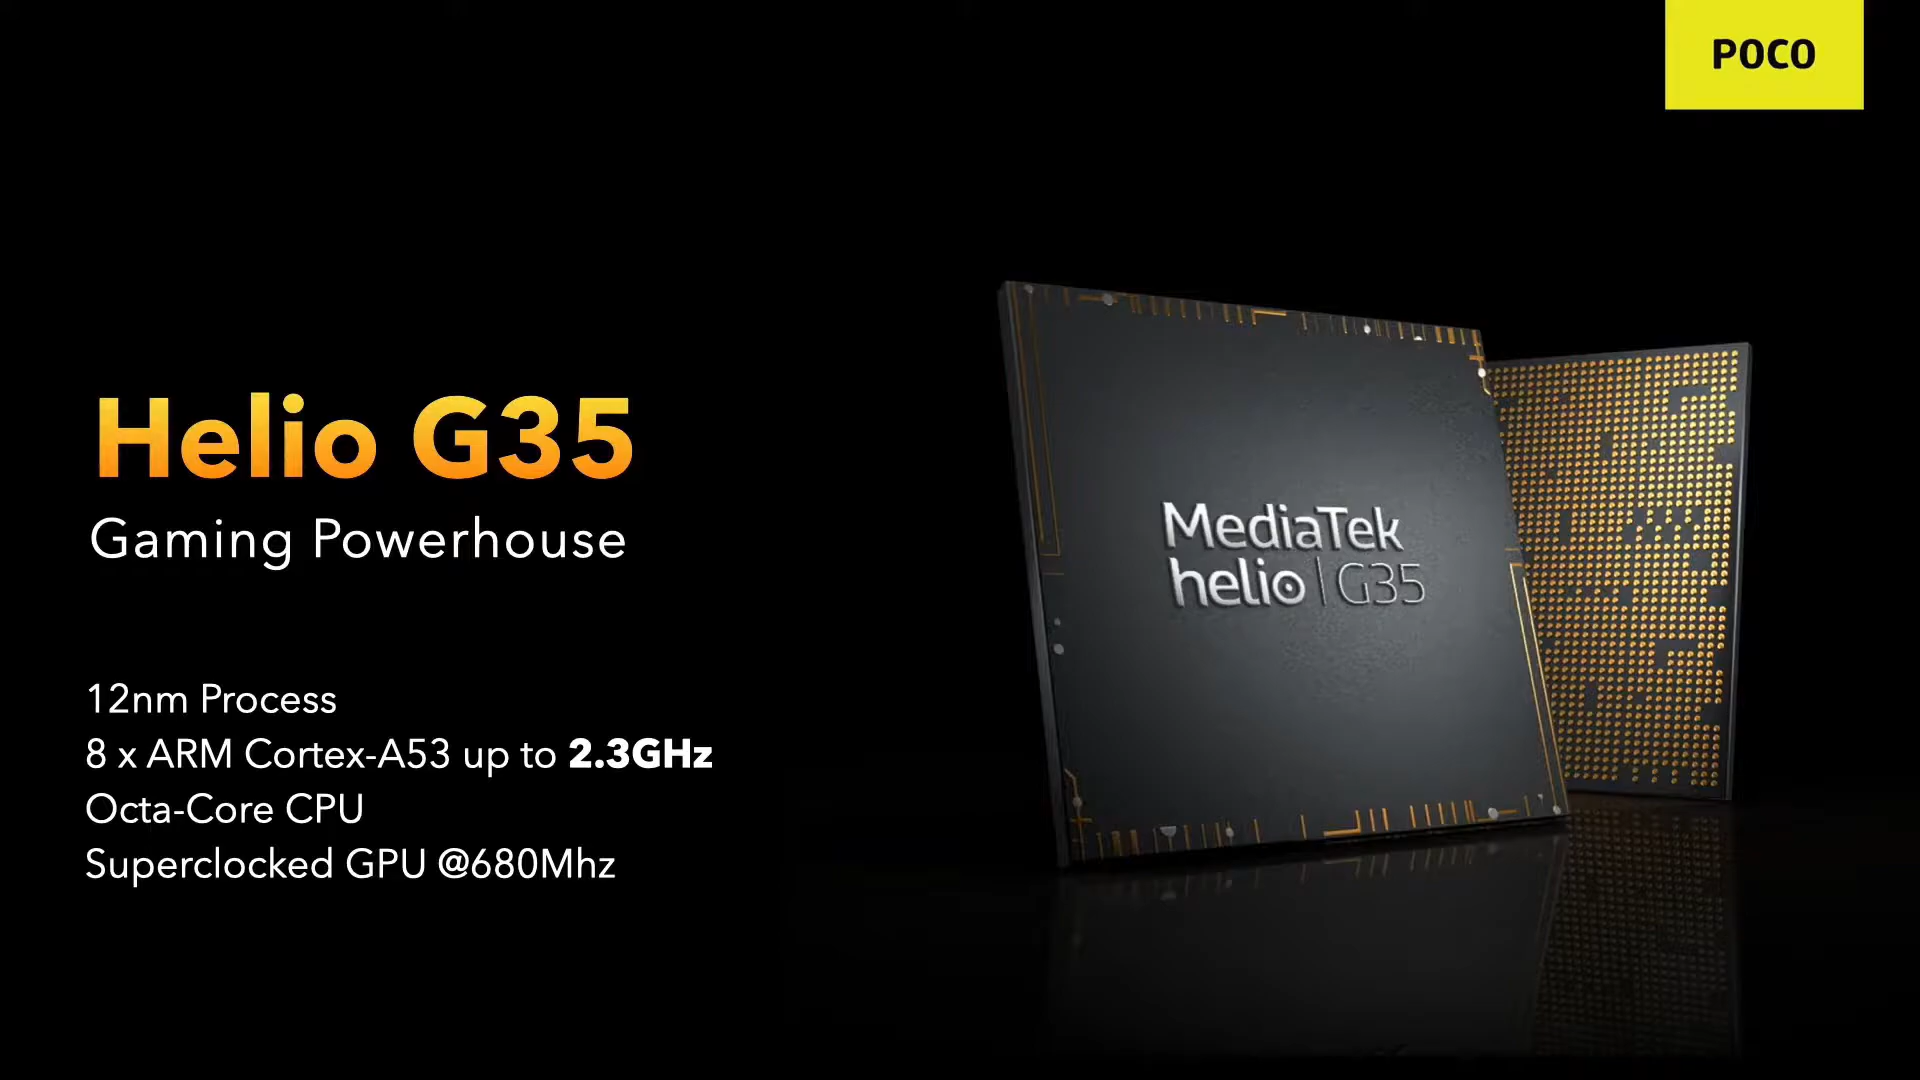 POCO
Helio G35
Gaming Powerhouse
12nm Process
8 x ARM Cortex-A53 up to 2.3GHz
Octa-Core CPU
Superclocked GPU @680Mhz
MediaTek
helio | G35